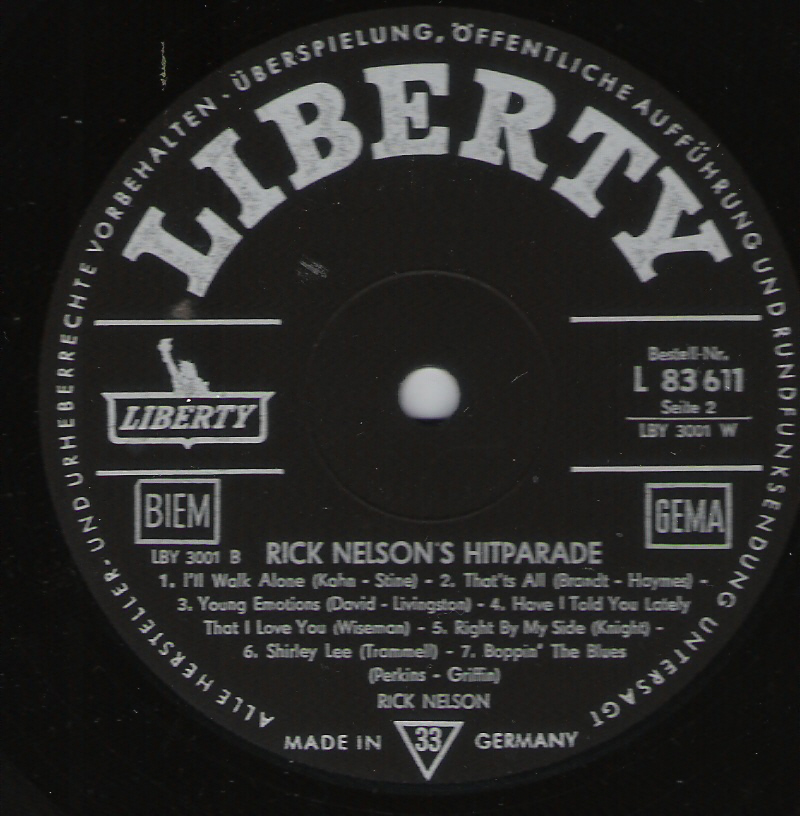 ALLE HERSTELLER- UND URHEBERRECHTE VORBEHALTEN · ÜBERSPIELUNG, ÖFFENTLICHE AUFFÜHRUNG UND RUNDFUNKSENDUNG UNTERSAGT
LIBERTY
LIBERTY
Bestell-Nr.
L 83 611
Seite 2
LBY 3001 W
BIEM
GEMA
LBY 3001 B RICK NELSON'S HITPARADE
1. I'll Walk Alone (Kahn - Stine) - 2. That'ts All (Brandt - Haymes) -
3. Young Emotions (David - Livingston) - 4. Have I Told You Lately
That I Love You (Wiseman) - 5. Right By My Side (Knight) -
6. Shirley Lee (Trammell) - 7. Boppin' The Blues
(Perkins - Griffin)
RICK NELSON
MADE IN 33 GERMANY